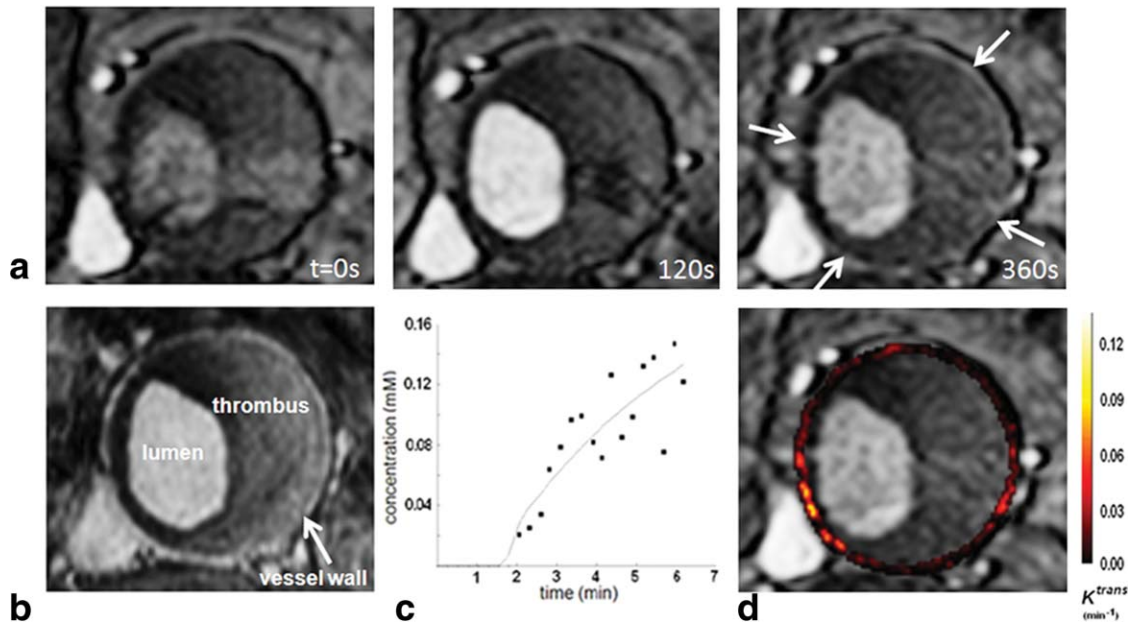 a
t=0s
120s
360s
b
lumen
thrombus
vessel wall
c
concentration (mM)
0.16
0.12
0.08
0.04
1 2 3 4 5 6 7
time (min)
d
0.12
0.09
0.06
0.03
0.00
K^trans
(min⁻¹)